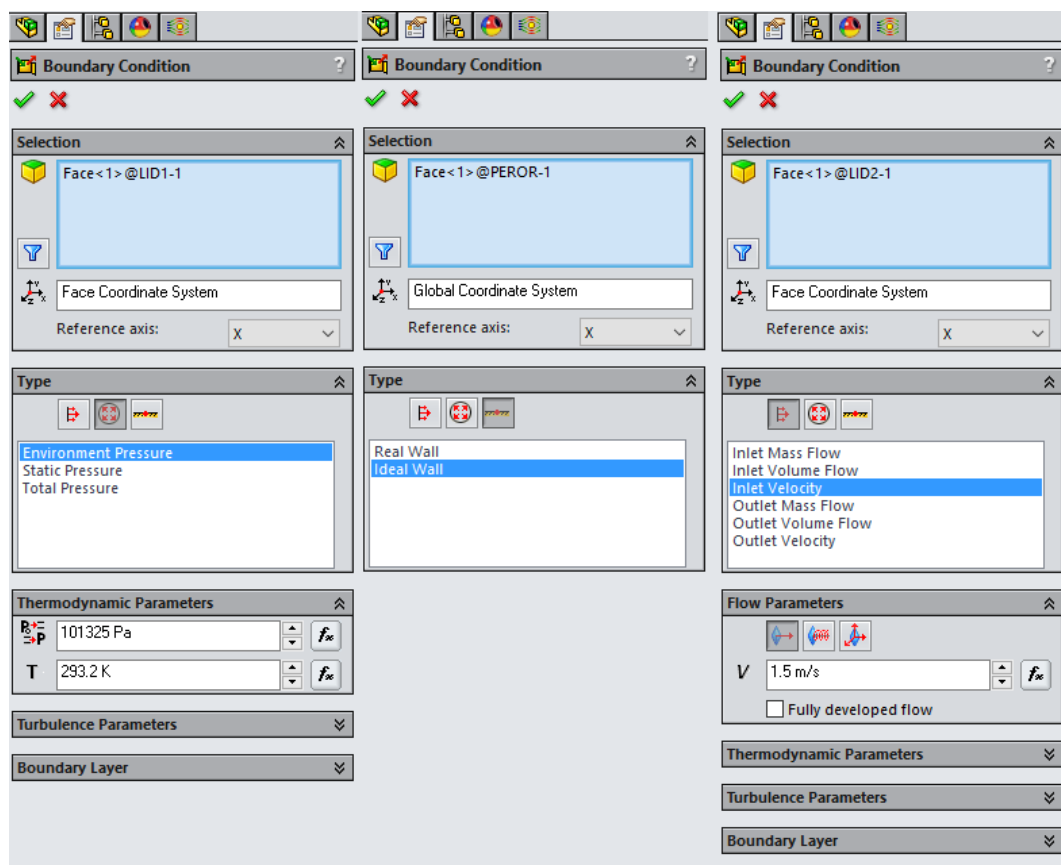 Boundary Condition ?
Selection
Face<1>@LID1-1
Face Coordinate System
Reference axis: X
Type
Environment Pressure
Static Pressure
Total Pressure
Thermodynamic Parameters
101325 Pa
T 293.2 K
Turbulence Parameters
Boundary Layer
Boundary Condition ?
Selection
Face<1>@PEROR-1
Global Coordinate System
Reference axis: X
Type
Real Wall
Ideal Wall
Boundary Condition ?
Selection
Face<1>@LID2-1
Face Coordinate System
Reference axis: X
Type
Inlet Mass Flow
Inlet Volume Flow
Inlet Velocity
Outlet Mass Flow
Outlet Volume Flow
Outlet Velocity
Flow Parameters
V 1.5 m/s
Fully developed flow
Thermodynamic Parameters
Turbulence Parameters
Boundary Layer